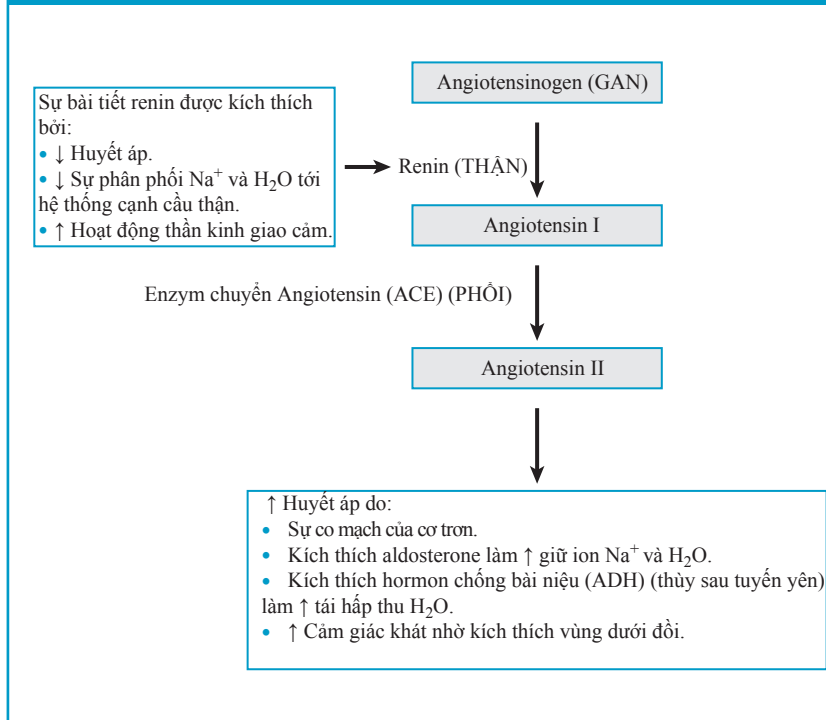 Angiotensinogen (GAN)
Sự bài tiết renin được kích thích
bởi:
• ↓ Huyết áp.
• ↓ Sự phân phối Na⁺ và H₂O tới
hệ thống cạnh cầu thận.
• ↑ Hoạt động thần kinh giao cảm.
Renin (THẬN)
Angiotensin I
Enzym chuyển Angiotensin (ACE) (PHỔI)
Angiotensin II
↑ Huyết áp do:
• Sự co mạch của cơ trơn.
• Kích thích aldosterone làm ↑ giữ ion Na⁺ và H₂O.
• Kích thích hormon chống bài niệu (ADH) (thùy sau tuyến yên)
làm ↑ tái hấp thu H₂O.
• ↑ Cảm giác khát nhờ kích thích vùng dưới đồi.